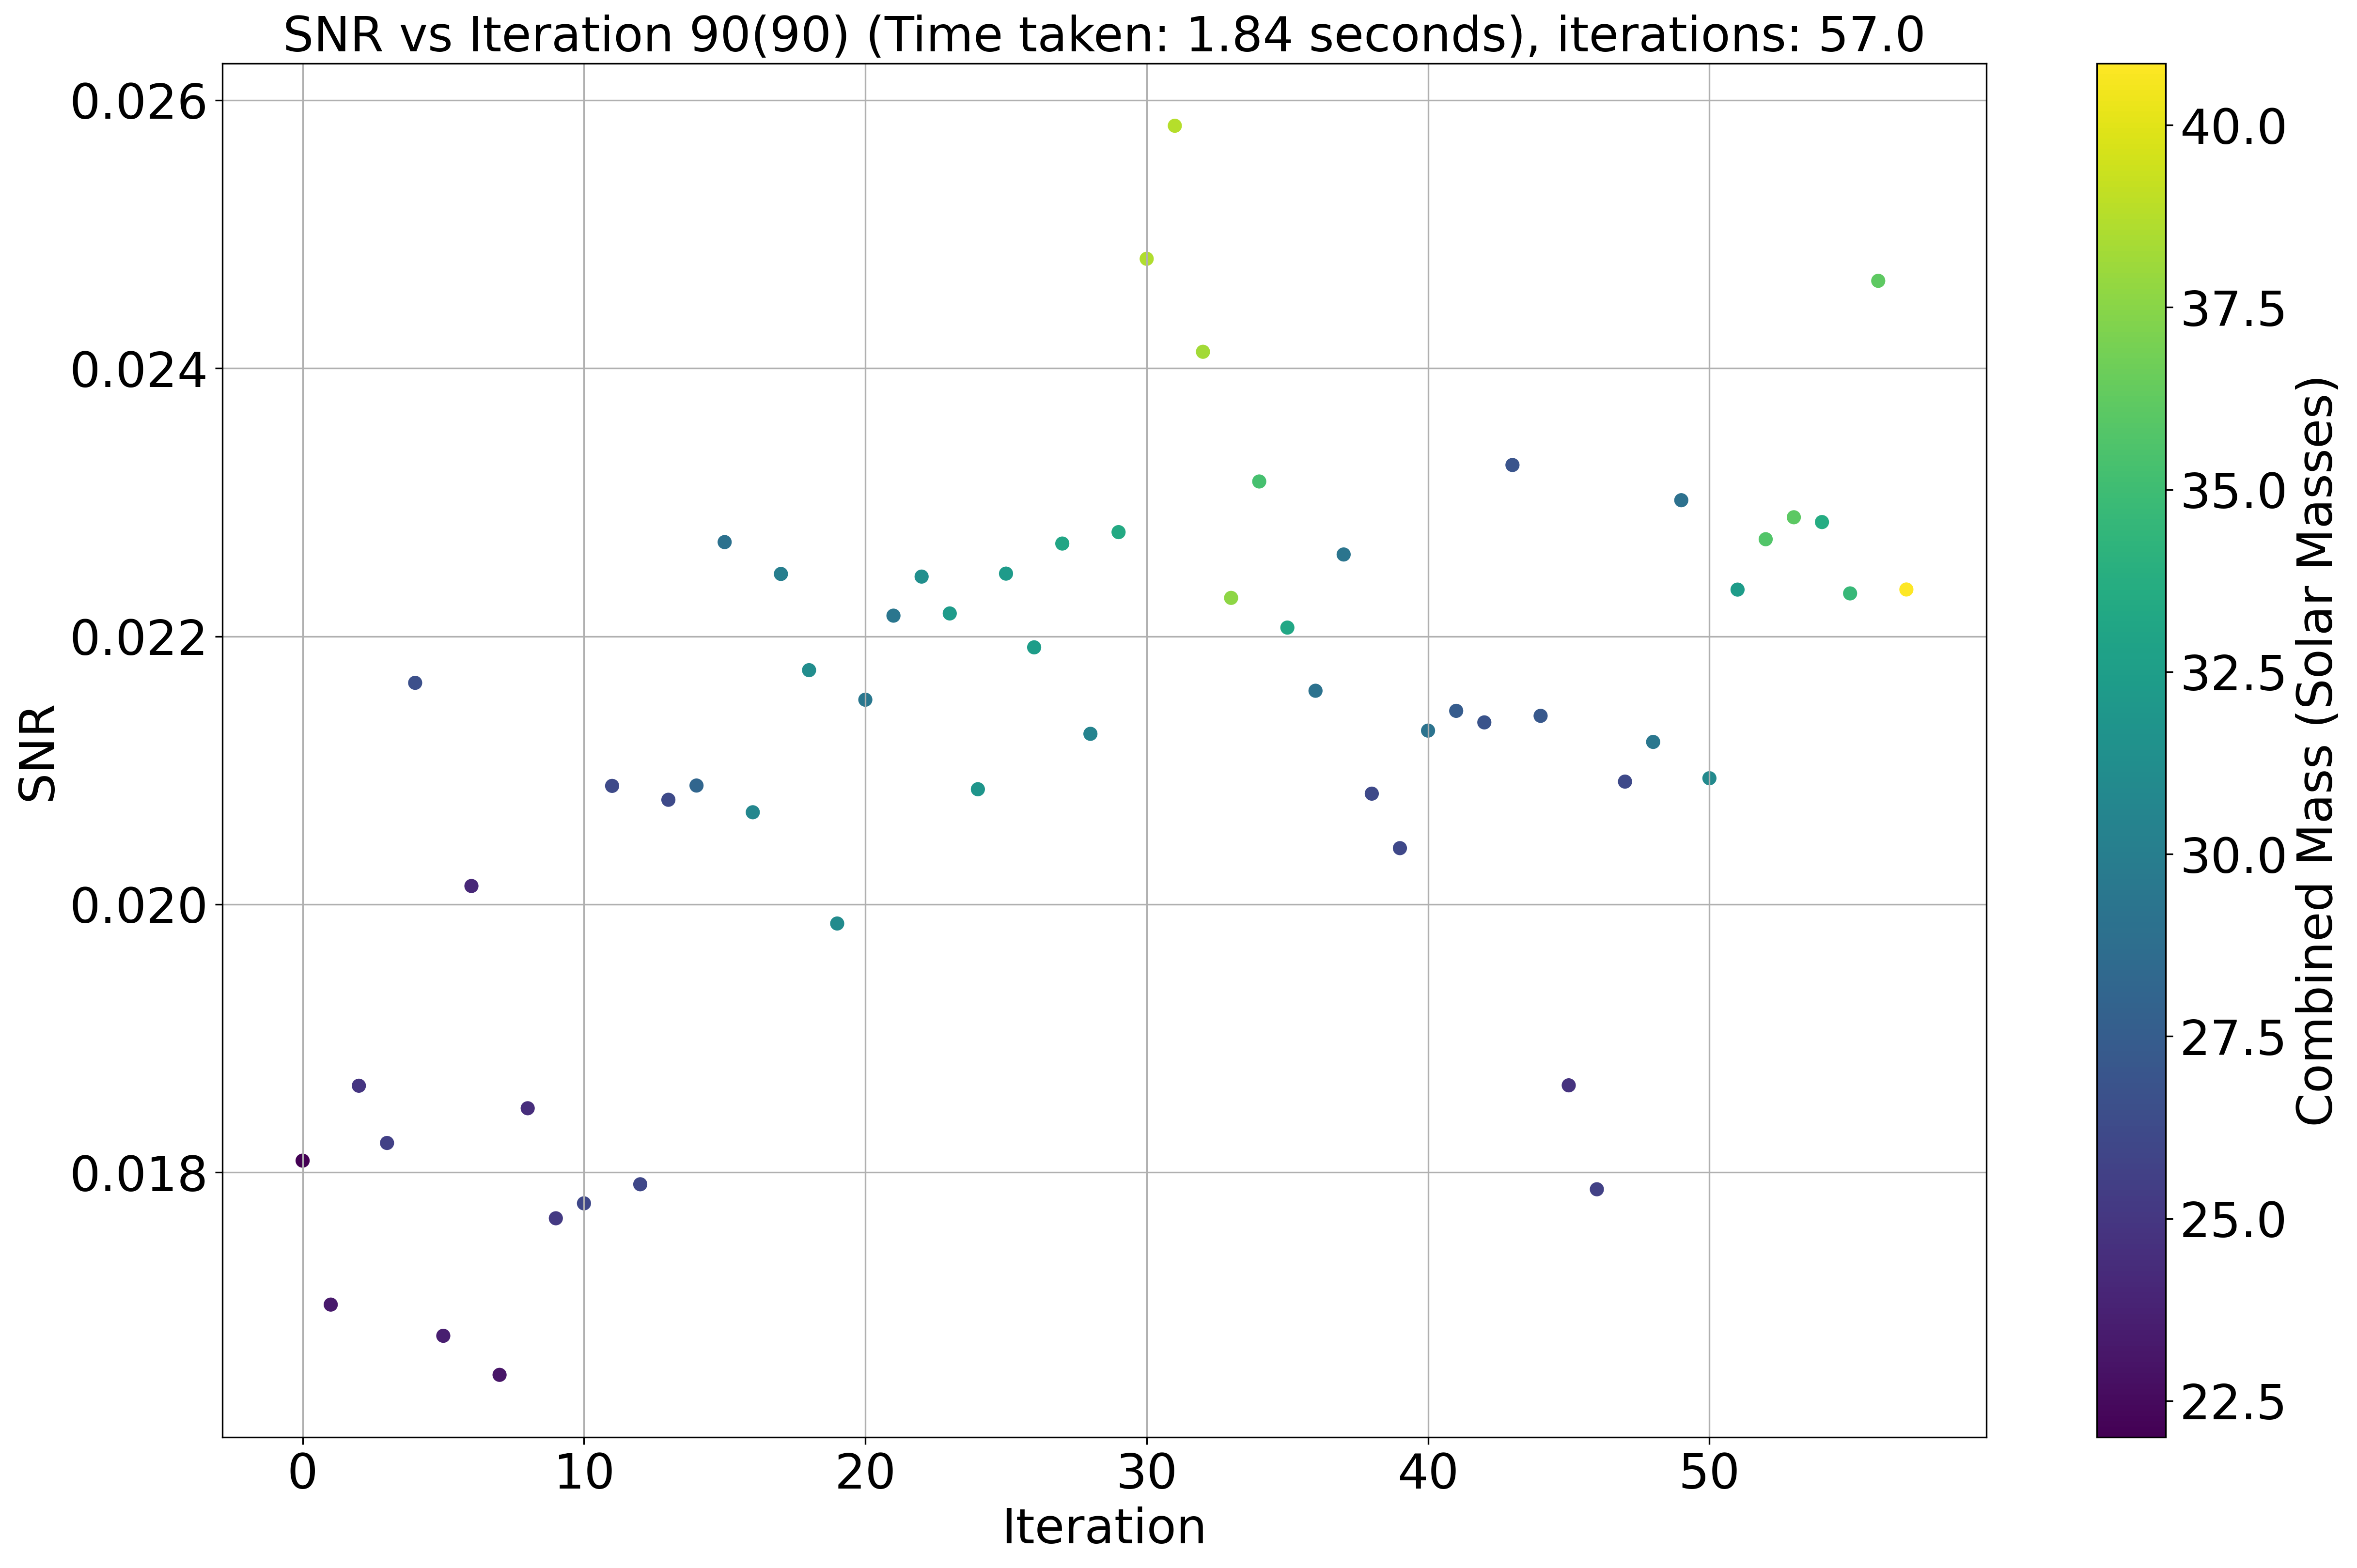 SNR vs Iteration 90(90) (Time taken: 1.84 seconds), iterations: 57.0
0.026
0.024
0.022
0.020
0.018
SNR
0 10 20 30 40 50
Iteration
40.0
37.5
35.0
32.5
30.0
27.5
25.0
22.5
Combined Mass (Solar Masses)